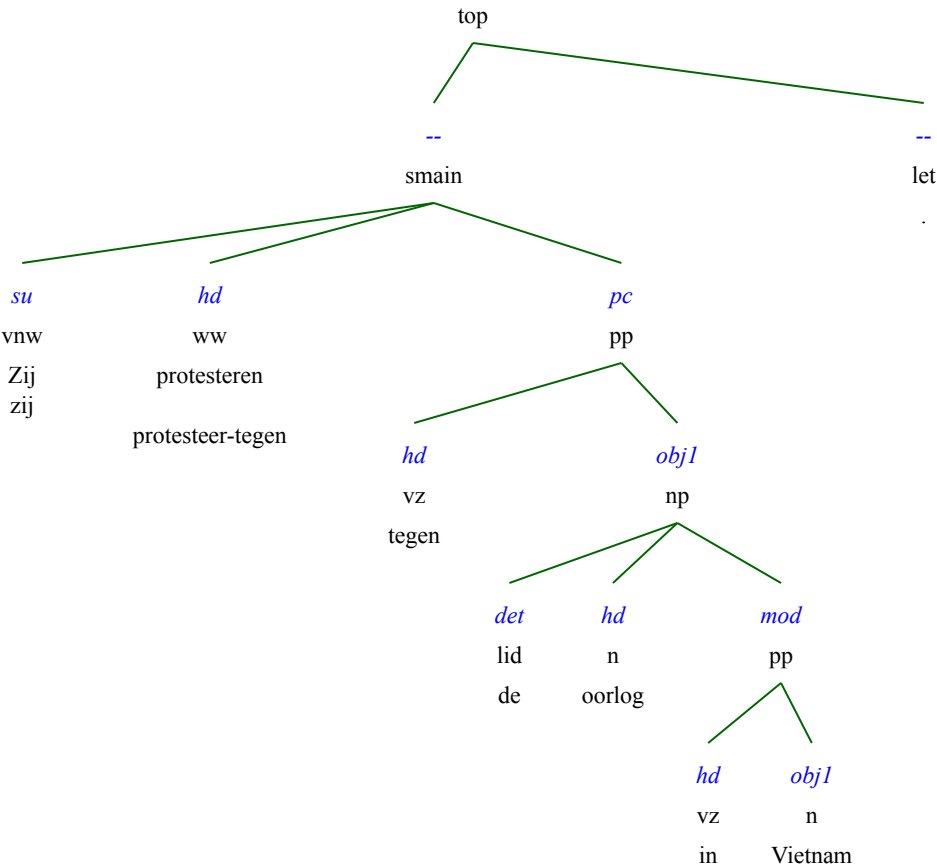 top
-- --
smain let
.
su hd pc
vnw ww pp
Zij protesteren
zij
protesteer-tegen
hd obj1
vz np
tegen
det hd mod
lid n pp
de oorlog
hd obj1
vz n
in Vietnam